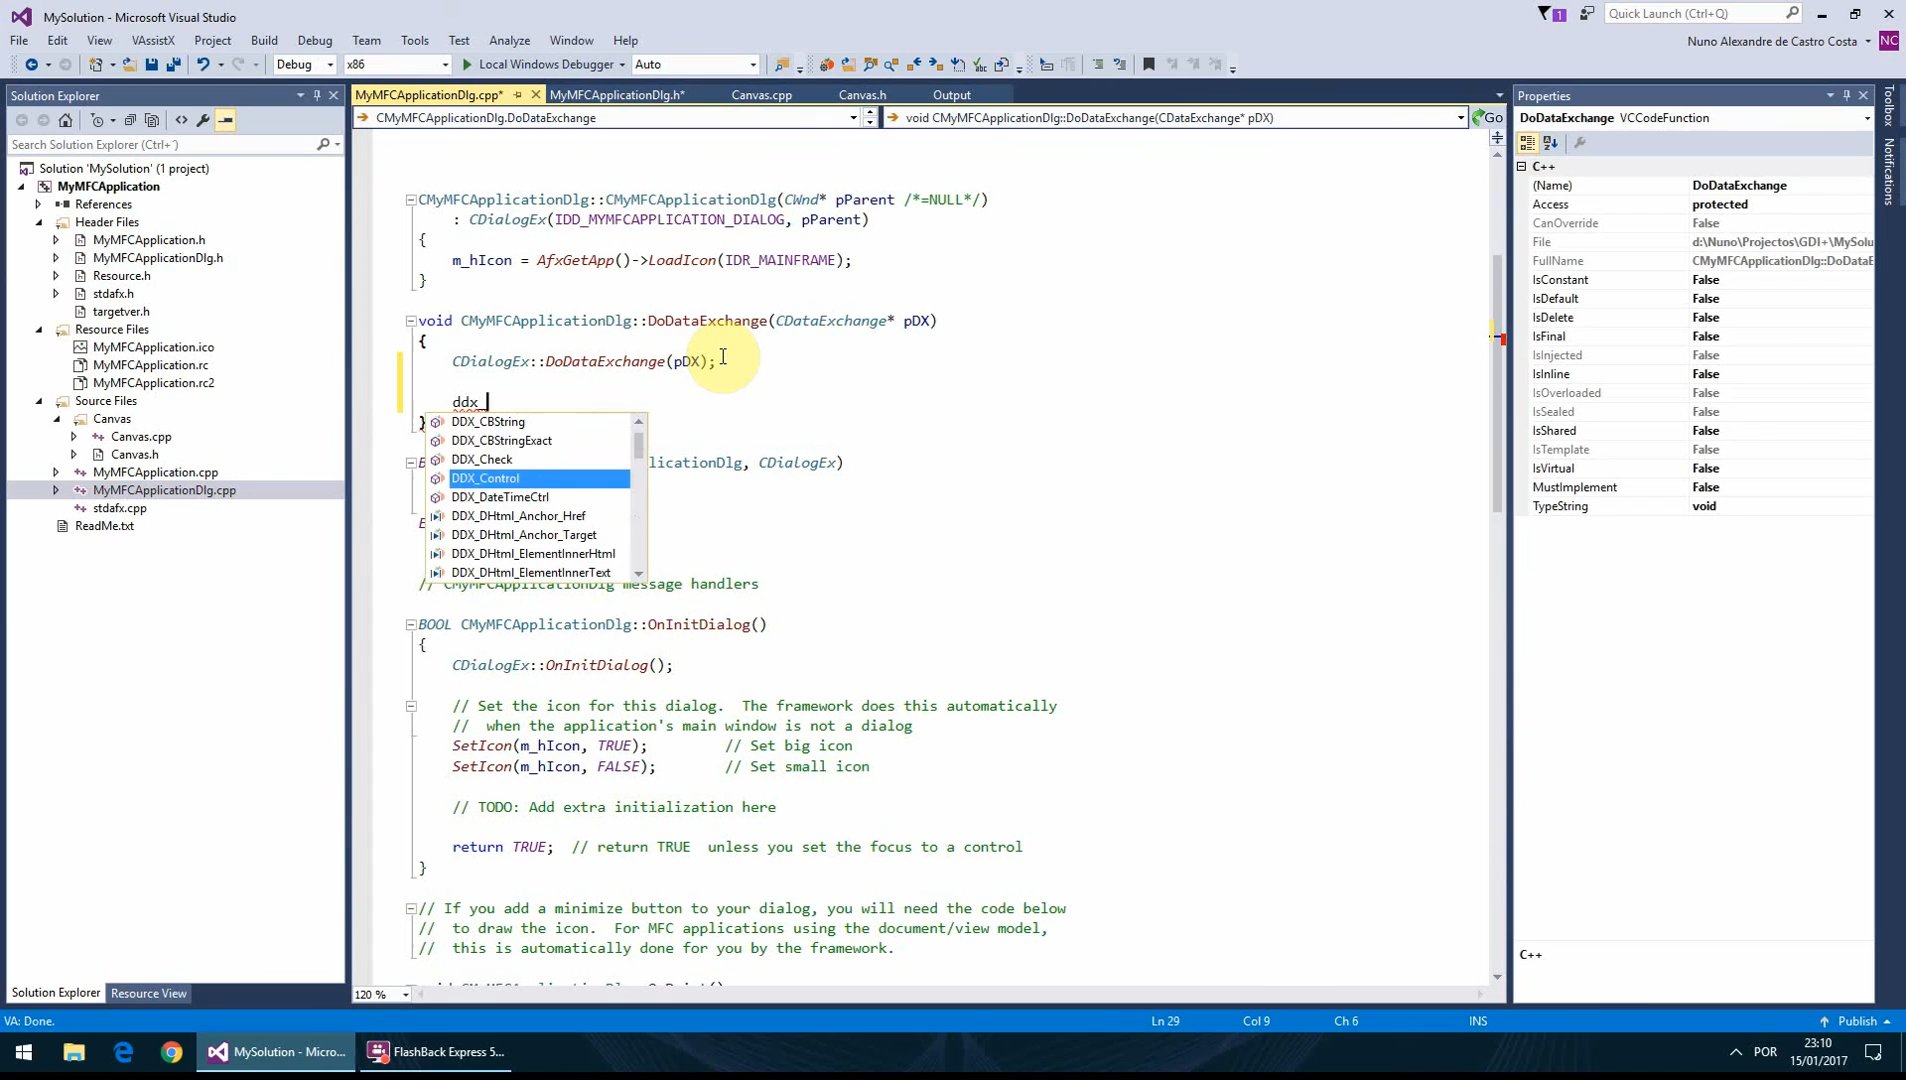 MySolution - Microsoft Visual Studio
1
Quick Launch (Ctrl+Q)
File Edit View VAssistX Project Build Debug Team Tools Test Analyze Window Help
Nuno Alexandre de Castro Costa
NC
Debug x86 Local Windows Debugger Auto
Solution Explorer
Search Solution Explorer (Ctrl+´)
Solution 'MySolution' (1 project)
MyMFCApplication
References
Header Files
MyMFCApplication.h
MyMFCApplicationDlg.h
Resource.h
stdafx.h
targetver.h
Resource Files
MyMFCApplication.ico
MyMFCApplication.rc
MyMFCApplication.rc2
Source Files
Canvas
Canvas.cpp
Canvas.h
MyMFCApplication.cpp
MyMFCApplicationDlg.cpp
stdafx.cpp
ReadMe.txt
Solution Explorer Resource View
MyMFCApplicationDlg.cpp* MyMFCApplicationDlg.h* Canvas.cpp Canvas.h Output
CMyMFCApplicationDlg.DoDataExchange
void CMyMFCApplicationDlg::DoDataExchange(CDataExchange* pDX)
Go
CMyMFCApplicationDlg::CMyMFCApplicationDlg(CWnd* pParent /*=NULL*/)
: CDialogEx(IDD_MYMFCAPPLICATION_DIALOG, pParent)
{
m_hIcon = AfxGetApp()->LoadIcon(IDR_MAINFRAME);
}
void CMyMFCApplicationDlg::DoDataExchange(CDataExchange* pDX)
{
CDialogEx::DoDataExchange(pDX);
ddx_
}
DDX_CBString
DDX_CBStringExact
DDX_Check
DDX_Control
DDX_DateTimeCtrl
DDX_DHtml_Anchor_Href
DDX_DHtml_Anchor_Target
DDX_DHtml_ElementInnerHtml
DDX_DHtml_ElementInnerText
licationDlg, CDialogEx)
// CMyMFCApplicationDlg message handlers
BOOL CMyMFCApplicationDlg::OnInitDialog()
{
CDialogEx::OnInitDialog();
// Set the icon for this dialog.  The framework does this automatically
//  when the application's main window is not a dialog
SetIcon(m_hIcon, TRUE); // Set big icon
SetIcon(m_hIcon, FALSE); // Set small icon
// TODO: Add extra initialization here
return TRUE;  // return TRUE  unless you set the focus to a control
}
// If you add a minimize button to your dialog, you will need the code below
//  to draw the icon.  For MFC applications using the document/view model,
//  this is automatically done for you by the framework.
120 %
Properties
DoDataExchange VCCodeFunction
C++
(Name) DoDataExchange
Access protected
CanOverride False
File d:\Nuno\Projectos\GDI+\MySolu
FullName CMyMFCApplicationDlg::DoDataE
IsConstant False
IsDefault False
IsDelete False
IsFinal False
IsInjected False
IsInline False
IsOverloaded False
IsSealed False
IsShared False
IsTemplate False
IsVirtual False
MustImplement False
TypeString void
C++
Toolbox
Notifications
VA: Done.
Ln 29 Col 9 Ch 6 INS
Publish
MySolution - Micro...
FlashBack Express 5...
POR
23:10
15/01/2017